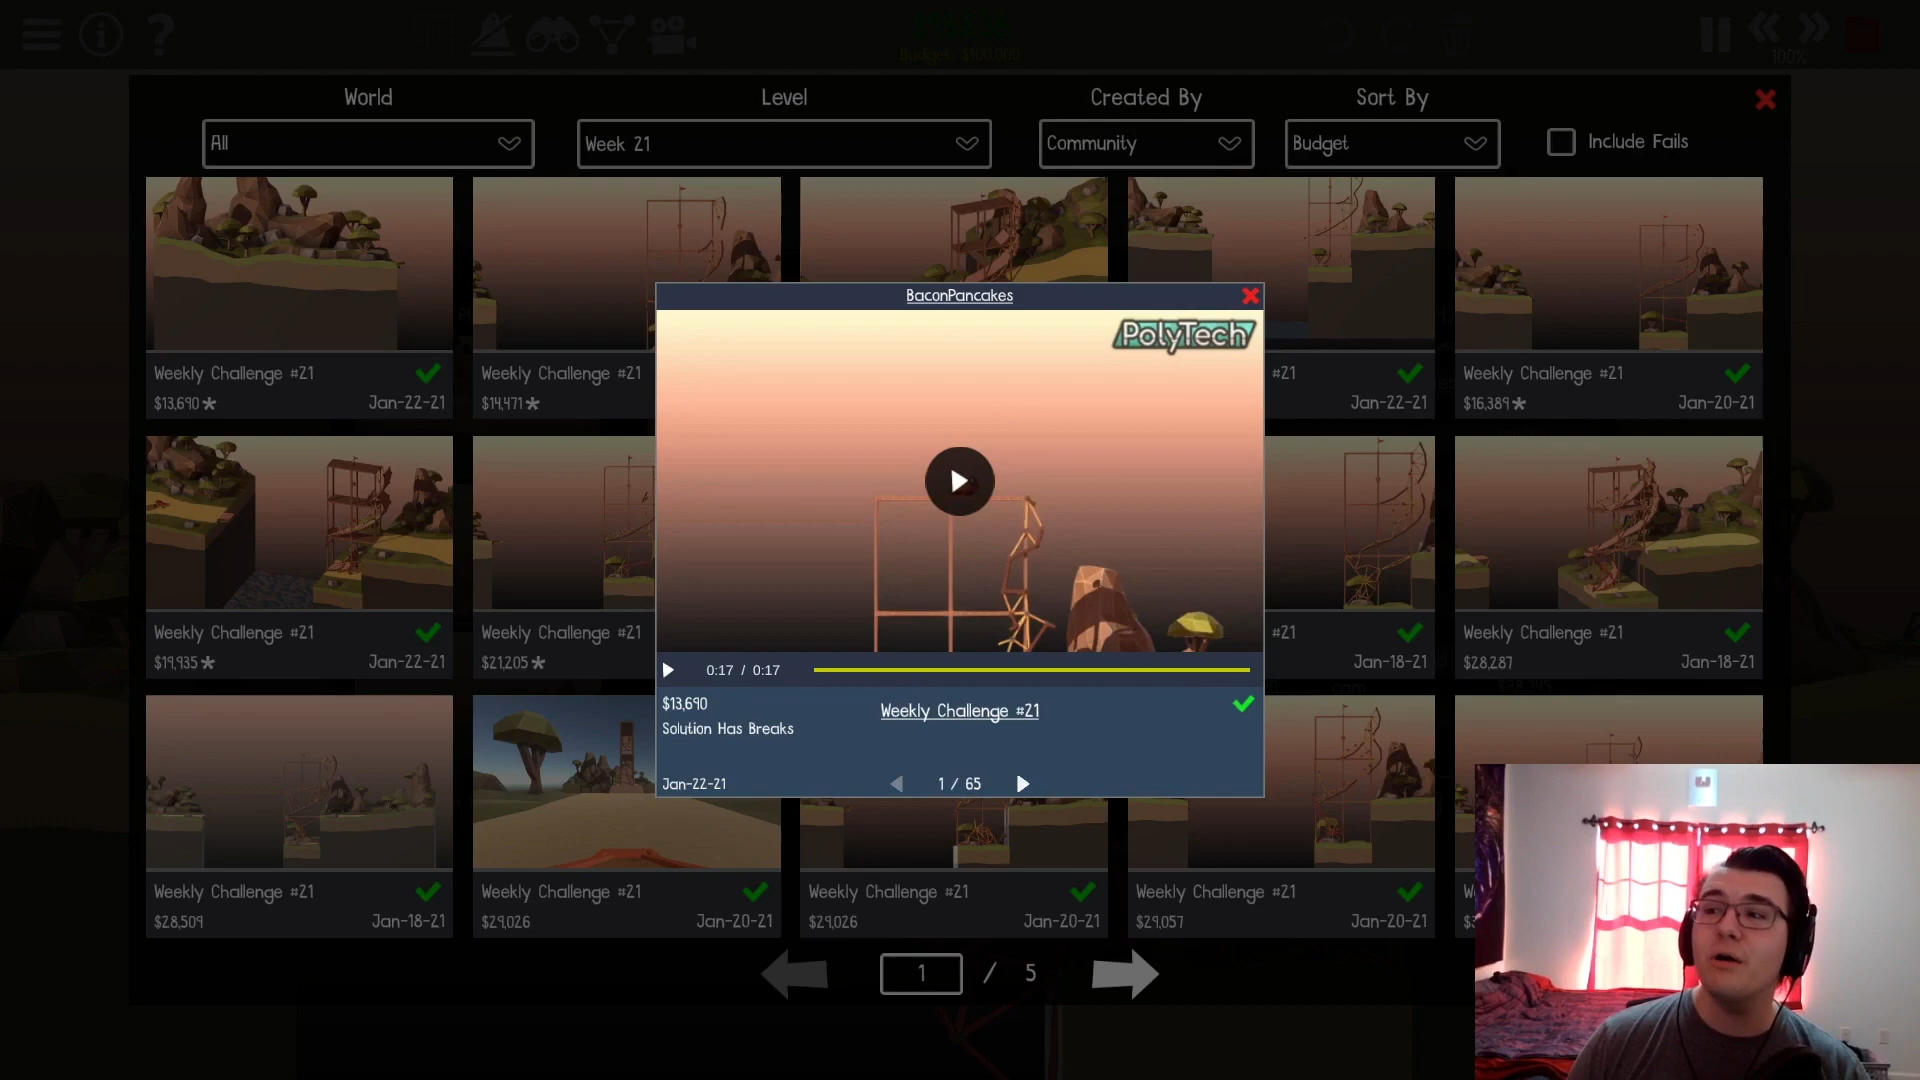 Budget: $100,000
100%
World
Level
Created By
Sort By
All
Week 21
Community
Budget
Include Fails
BaconPancakes
PolyTech
Weekly Challenge #21
$13,690*
Jan-22-21
Weekly Challenge #21
$14,471*
#21
Jan-22-21
Weekly Challenge #21
$16,389*
Jan-20-21
Weekly Challenge #21
$19,935*
Jan-22-21
Weekly Challenge #21
$21,205*
#21
Jan-18-21
Weekly Challenge #21
$28,287
Jan-18-21
0:17 / 0:17
$13,690
Weekly Challenge #21
Solution Has Breaks
Jan-22-21
1 / 65
Weekly Challenge #21
$28,509
Jan-18-21
Weekly Challenge #21
$29,026
Jan-20-21
Weekly Challenge #21
$29,026
Jan-20-21
Weekly Challenge #21
$29,057
Jan-20-21
1 / 5